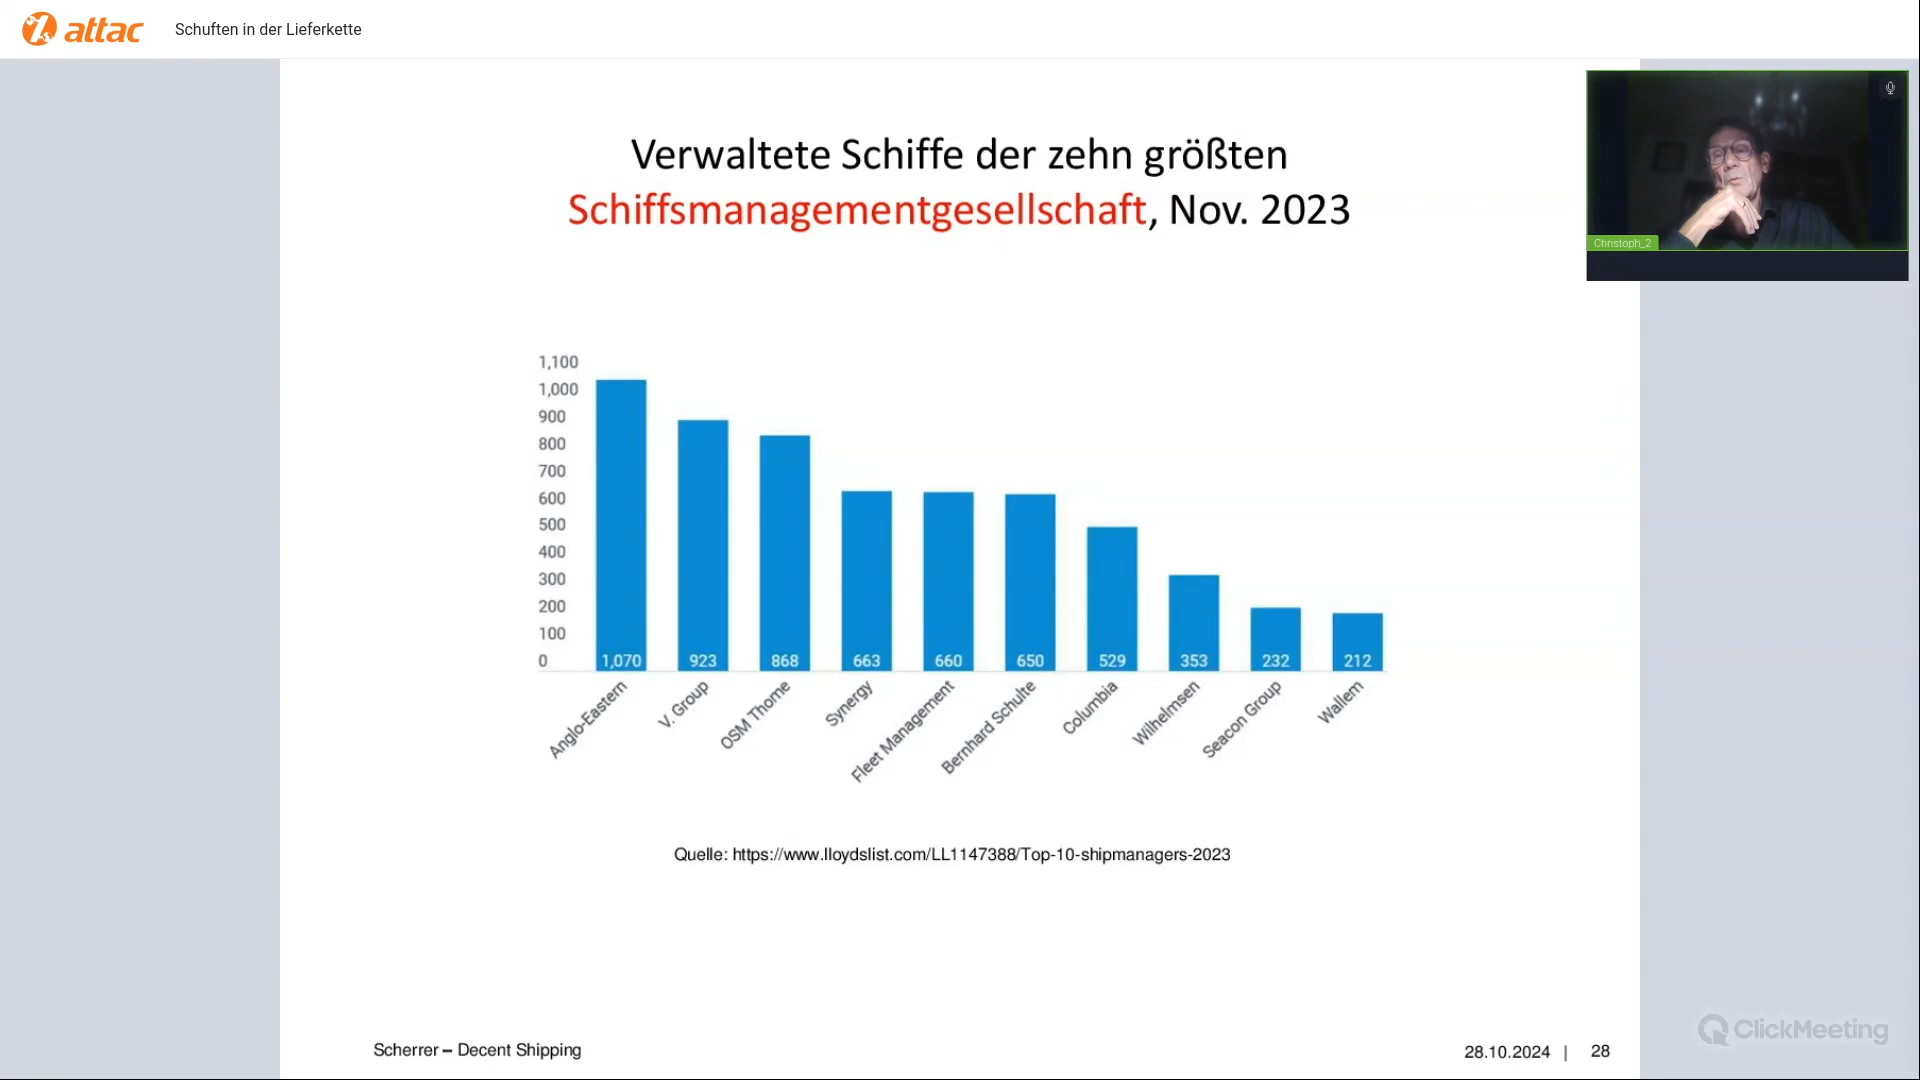 attac
Schuften in der Lieferkette
Christoph_2
Verwaltete Schiffe der zehn größten
Schiffsmanagementgesellschaft, Nov. 2023
1,100
1,000
900
800
700
600
500
400
300
200
100
0
1,070 923 868 663 660 650 529 353 232 212
Anglo-Eastern
V. Group
OSM Thome
Synergy
Fleet Management
Bernhard Schulte
Columbia
Wilhelmsen
Seacon Group
Wallem
Quelle: https://www.lloydslist.com/LL1147388/Top-10-shipmanagers-2023
Scherrer – Decent Shipping
28.10.2024 | 28
ClickMeeting